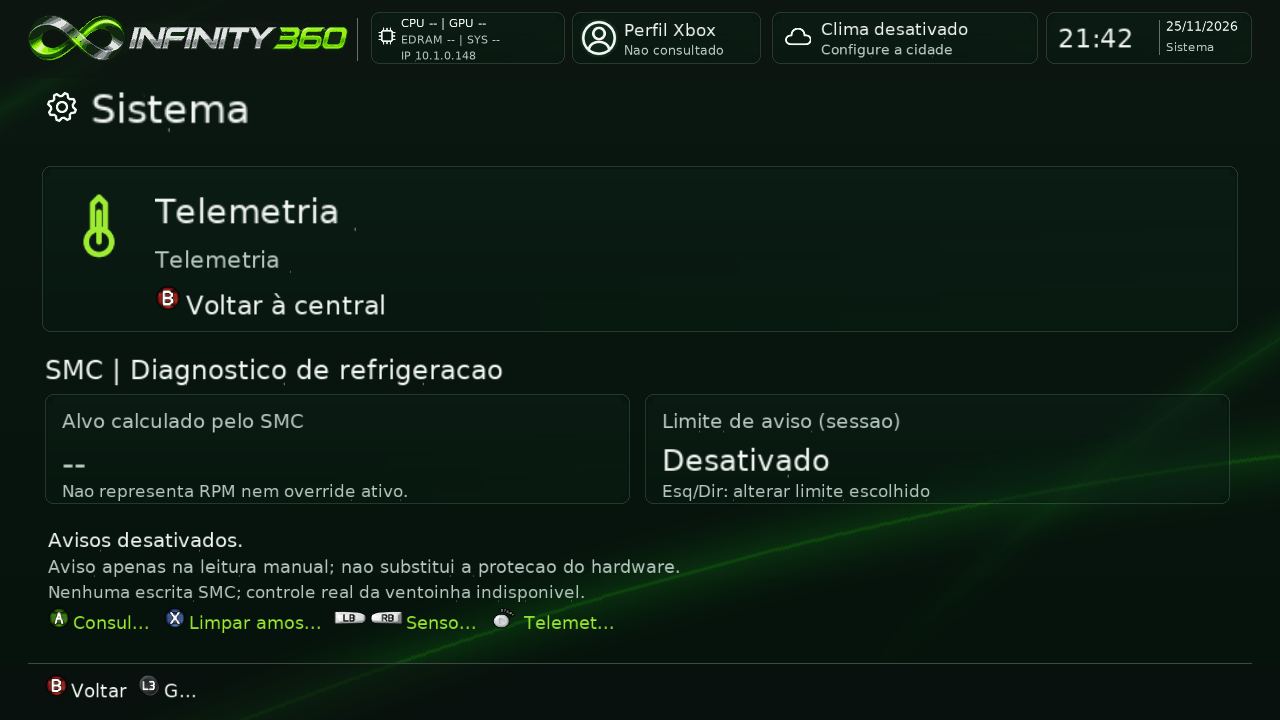 INFINITY 360
CPU -- | GPU --
EDRAM -- | SYS --
IP 10.1.0.148
Perfil Xbox
Nao consultado
Clima desativado
Configure a cidade
21:42
25/11/2026
Sistema
Sistema
Telemetria
Telemetria
B Voltar à central
SMC | Diagnostico de refrigeracao
Alvo calculado pelo SMC
--
Nao representa RPM nem override ativo.
Limite de aviso (sessao)
Desativado
Esq/Dir: alterar limite escolhido
Avisos desativados.
Aviso apenas na leitura manual; nao substitui a protecao do hardware.
Nenhuma escrita SMC; controle real da ventoinha indisponivel.
A Consul... X Limpar amos... LB RB Senso... Telemet...
B Voltar L3 G...